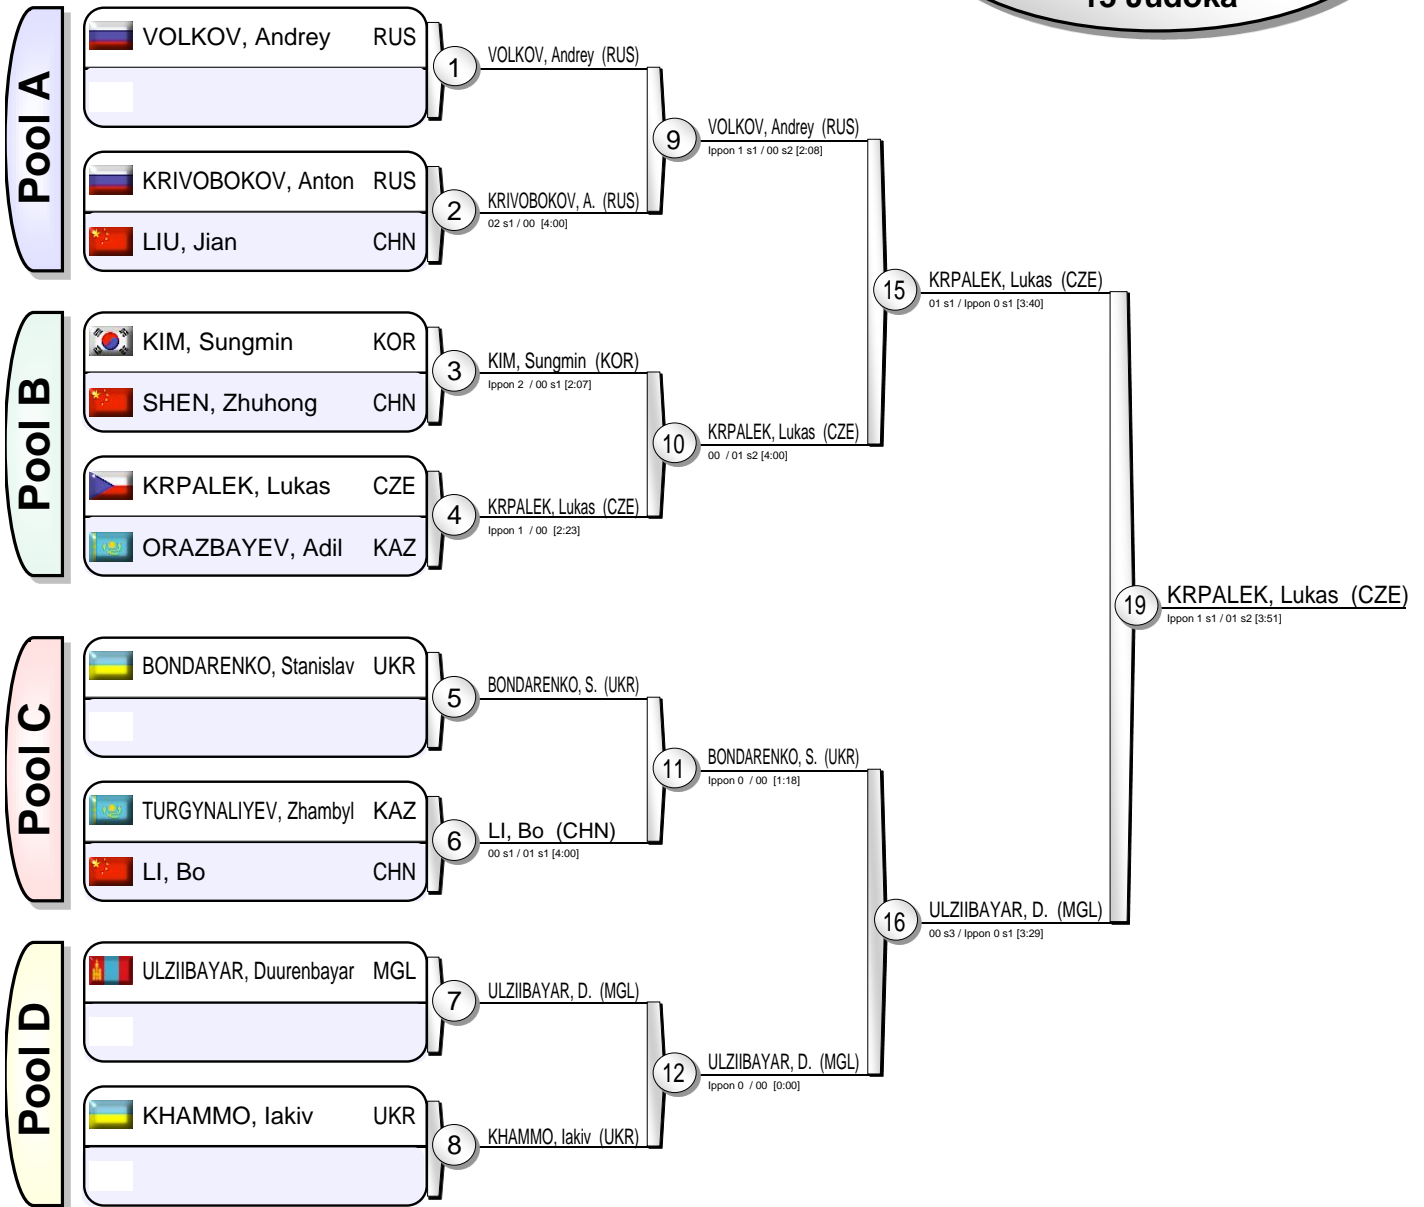 13 Judoka
Pool A
VOLKOV, Andrey RUS
1
VOLKOV, Andrey (RUS)
KRIVOBOKOV, Anton RUS
LIU, Jian CHN
2
KRIVOBOKOV, A. (RUS)
02 s1 / 00 [4:00]
9
VOLKOV, Andrey (RUS)
Ippon 1 s1 / 00 s2 [2:08]
Pool B
KIM, Sungmin KOR
SHEN, Zhuhong CHN
3
KIM, Sungmin (KOR)
Ippon 2 / 00 s1 [2:07]
KRPALEK, Lukas CZE
ORAZBAYEV, Adil KAZ
4
KRPALEK, Lukas (CZE)
Ippon 1 / 00 [2:23]
10
KRPALEK, Lukas (CZE)
00 / 01 s2 [4:00]
15
KRPALEK, Lukas (CZE)
01 s1 / Ippon 0 s1 [3:40]
Pool C
BONDARENKO, Stanislav UKR
5
BONDARENKO, S. (UKR)
TURGYNALIYEV, Zhambyl KAZ
LI, Bo CHN
6
LI, Bo (CHN)
00 s1 / 01 s1 [4:00]
11
BONDARENKO, S. (UKR)
Ippon 0 / 00 [1:18]
Pool D
ULZIIBAYAR, Duurenbayar MGL
7
ULZIIBAYAR, D. (MGL)
KHAMMO, Iakiv UKR
8
KHAMMO, Iakiv (UKR)
12
ULZIIBAYAR, D. (MGL)
Ippon 0 / 00 [0:00]
16
ULZIIBAYAR, D. (MGL)
00 s3 / Ippon 0 s1 [3:29]
19
KRPALEK, Lukas (CZE)
Ippon 1 s1 / 01 s2 [3:51]